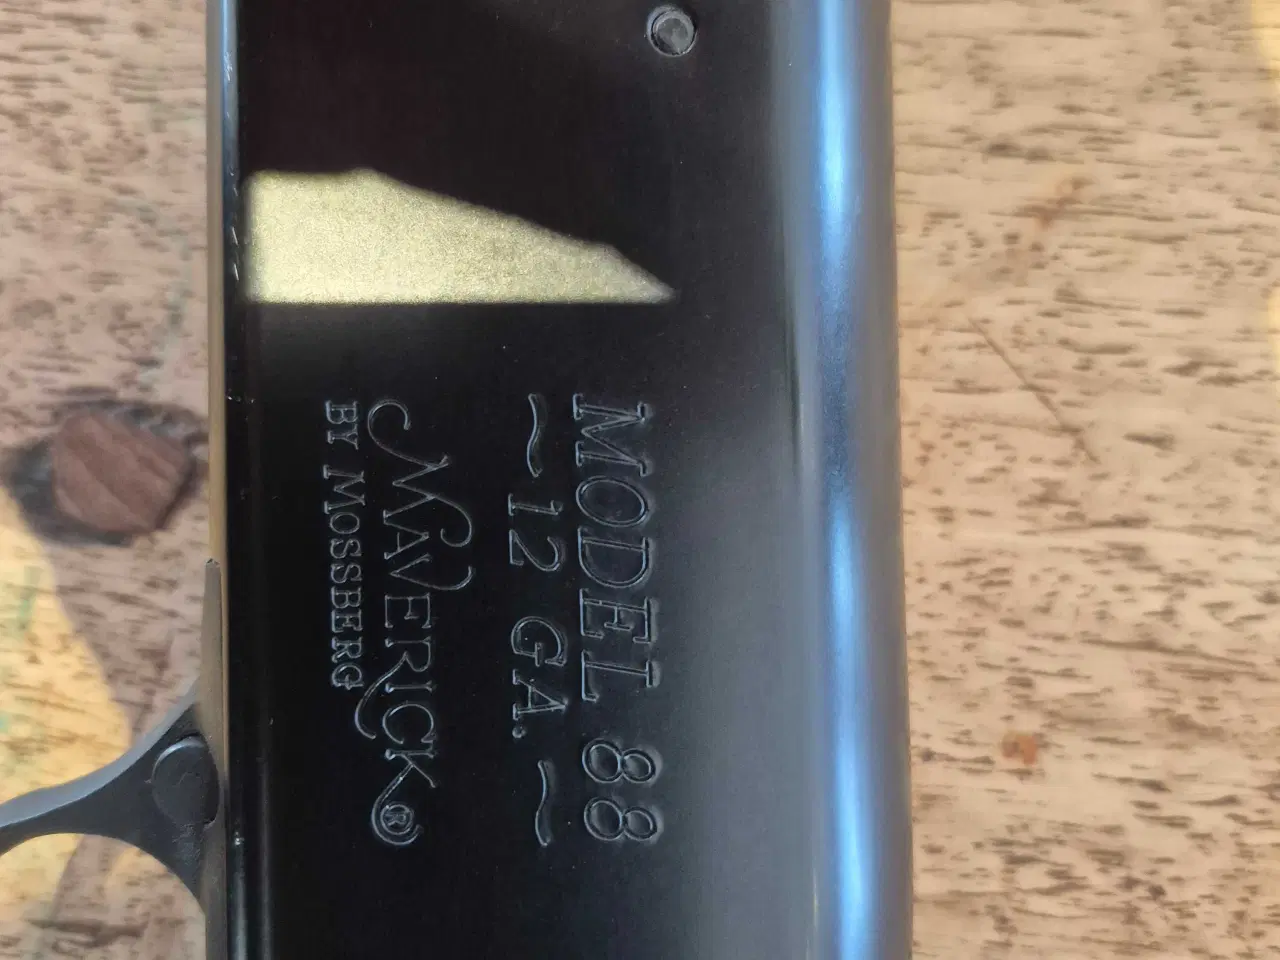 MODEL 88
~ 12 GA. ~
MAVERICK®
BY MOSSBERG